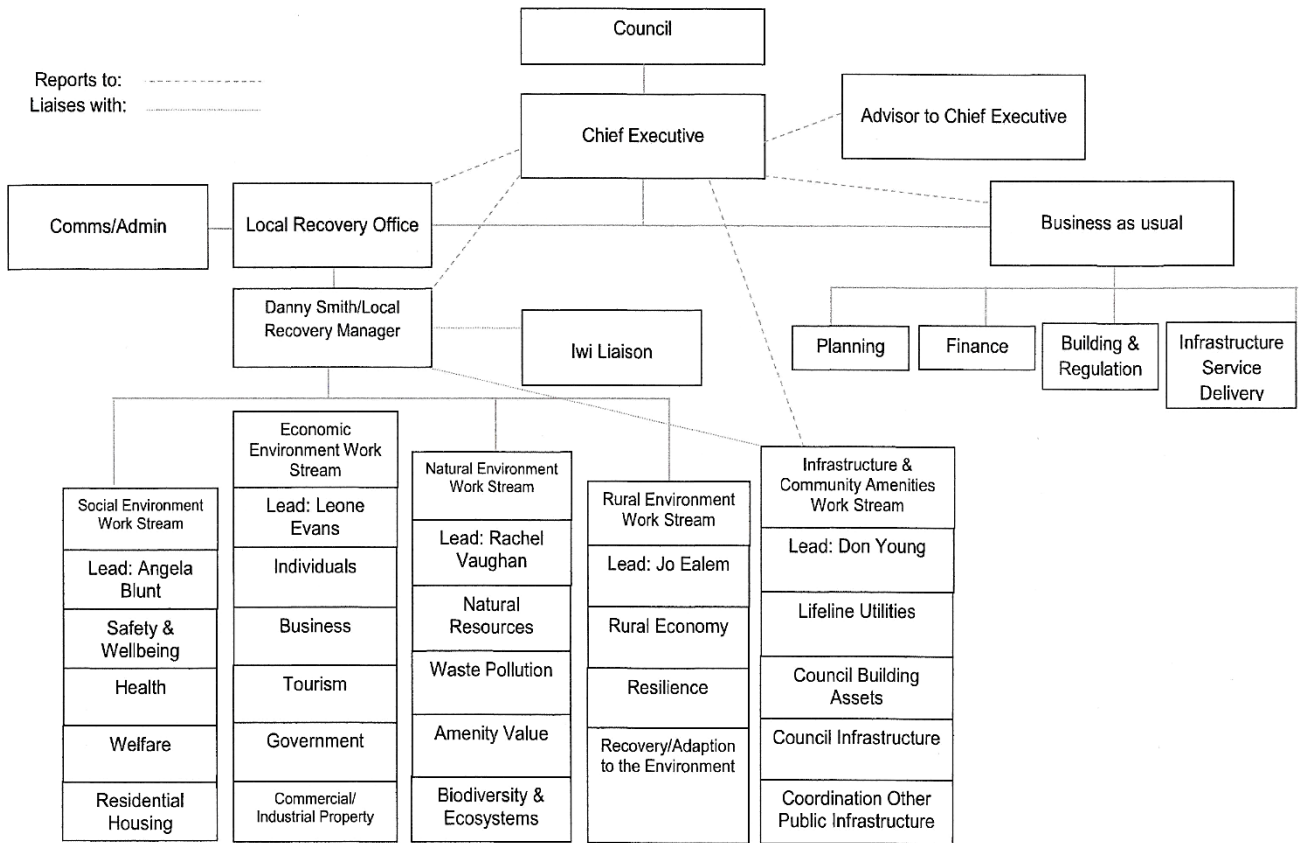 Council
Reports to:
Liaises with:
Chief Executive
Advisor to Chief Executive
Comms/Admin
Local Recovery Office
Business as usual
Danny Smith/Local
Recovery Manager
Iwi Liaison
Planning
Finance
Building &
Regulation
Infrastructure
Service
Delivery
Social Environment
Work Stream
Lead: Angela
Blunt
Safety &
Wellbeing
Health
Welfare
Residential
Housing
Economic
Environment Work
Stream
Lead: Leone
Evans
Individuals
Business
Tourism
Government
Commercial/
Industrial Property
Natural Environment
Work Stream
Lead: Rachel
Vaughan
Natural
Resources
Waste Pollution
Amenity Value
Biodiversity &
Ecosystems
Rural Environment
Work Stream
Lead: Jo Ealem
Rural Economy
Resilience
Recovery/Adaption
to the Environment
Infrastructure &
Community Amenities
Work Stream
Lead: Don Young
Lifeline Utilities
Council Building
Assets
Council Infrastructure
Coordination Other
Public Infrastructure